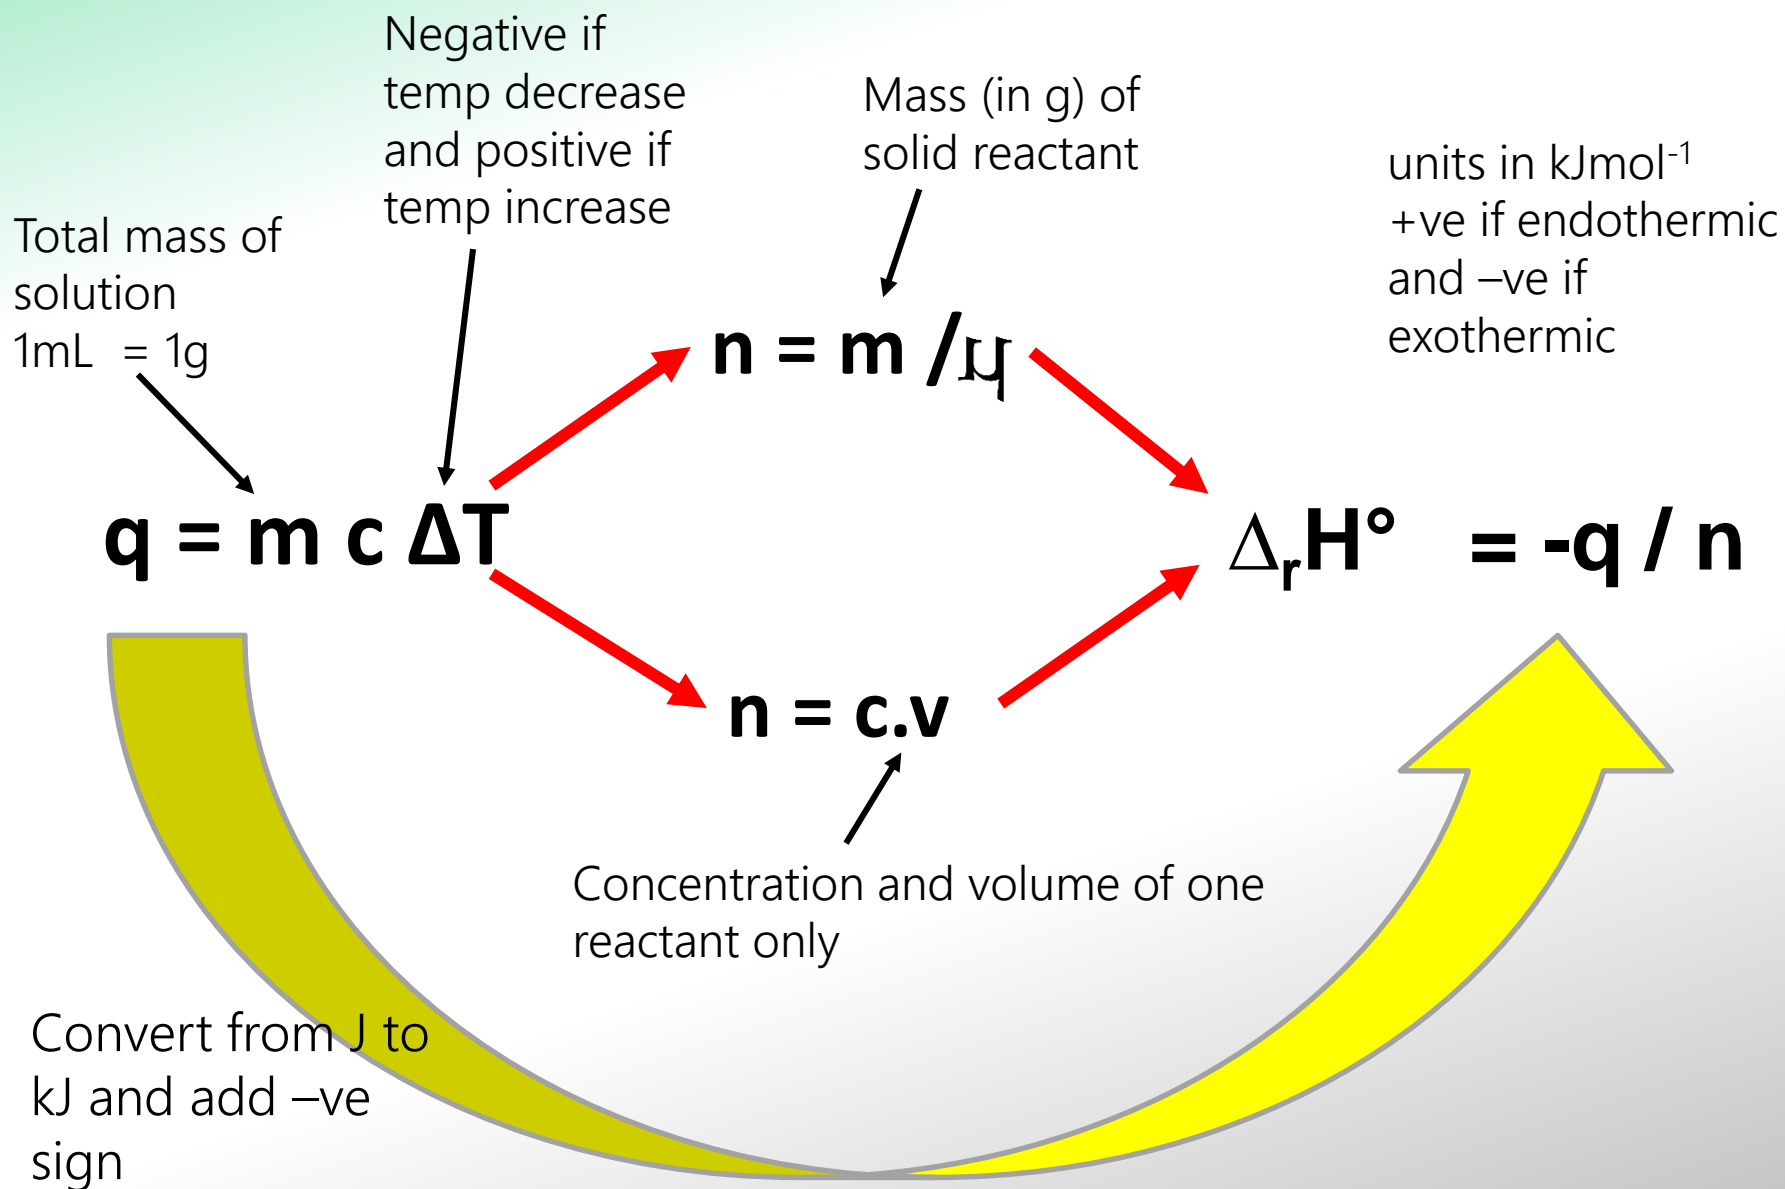 Negative if
temp decrease
and positive if
temp increase
Mass (in g) of
solid reactant
units in kJmol⁻¹
+ve if endothermic
and –ve if
exothermic
Total mass of
solution
1mL = 1g
n = m /
q = m c ΔT
ΔᵣH° = -q / n
n = c.v
Concentration and volume of one
reactant only
Convert from J to
kJ and add –ve
sign